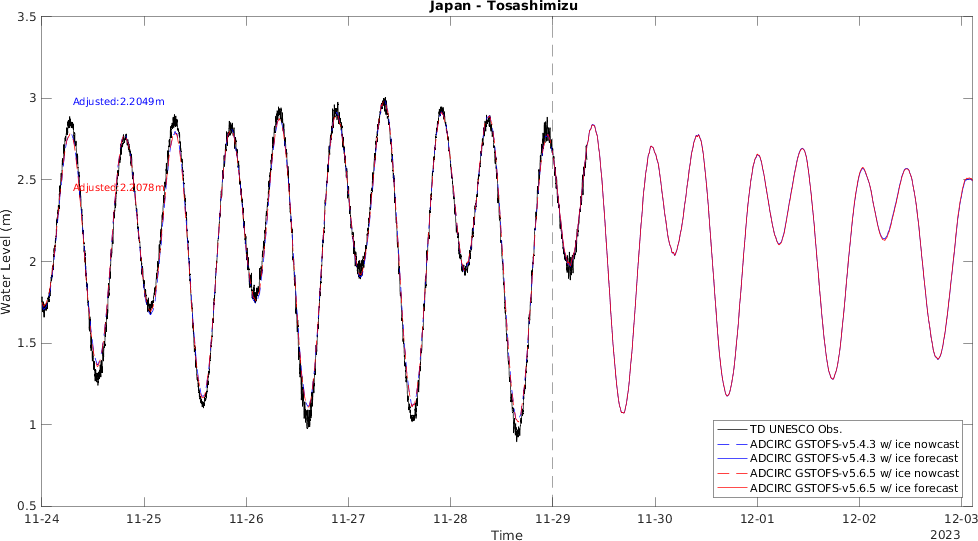 Japan - Tosashimizu
3.5
3
2.5
2
1.5
1
0.5
Water Level (m)
Adjusted:2.2049m
Adjusted:2.2078m
TD UNESCO Obs.
ADCIRC GSTOFS-v5.4.3 w/ ice nowcast
ADCIRC GSTOFS-v5.4.3 w/ ice forecast
ADCIRC GSTOFS-v5.6.5 w/ ice nowcast
ADCIRC GSTOFS-v5.6.5 w/ ice forecast
11-24 11-25 11-26 11-27 11-28 11-29 11-30 12-01 12-02 12-03
Time
2023